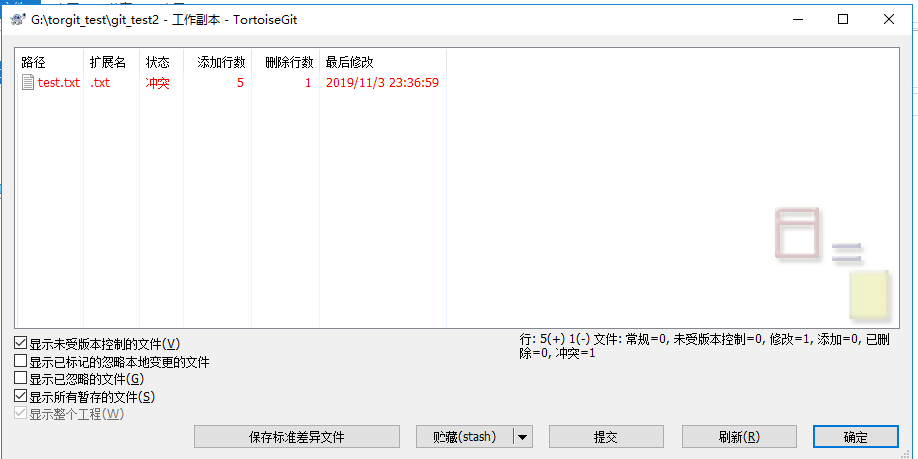 G:\torgit_test\git_test2 - 工作副本 - TortoiseGit
路径 扩展名 状态 添加行数 删除行数 最后修改
test.txt .txt 冲突 5 1 2019/11/3 23:36:59
行: 5(+) 1(-) 文件: 常规=0, 未受版本控制=0, 修改=1, 添加=0, 已删
除=0, 冲突=1
显示未受版本控制的文件(V)
显示已标记的忽略本地变更的文件
显示已忽略的文件(G)
显示所有暂存的文件(S)
显示整个工程(W)
保存标准差异文件 贮藏(stash) 提交 刷新(R) 确定